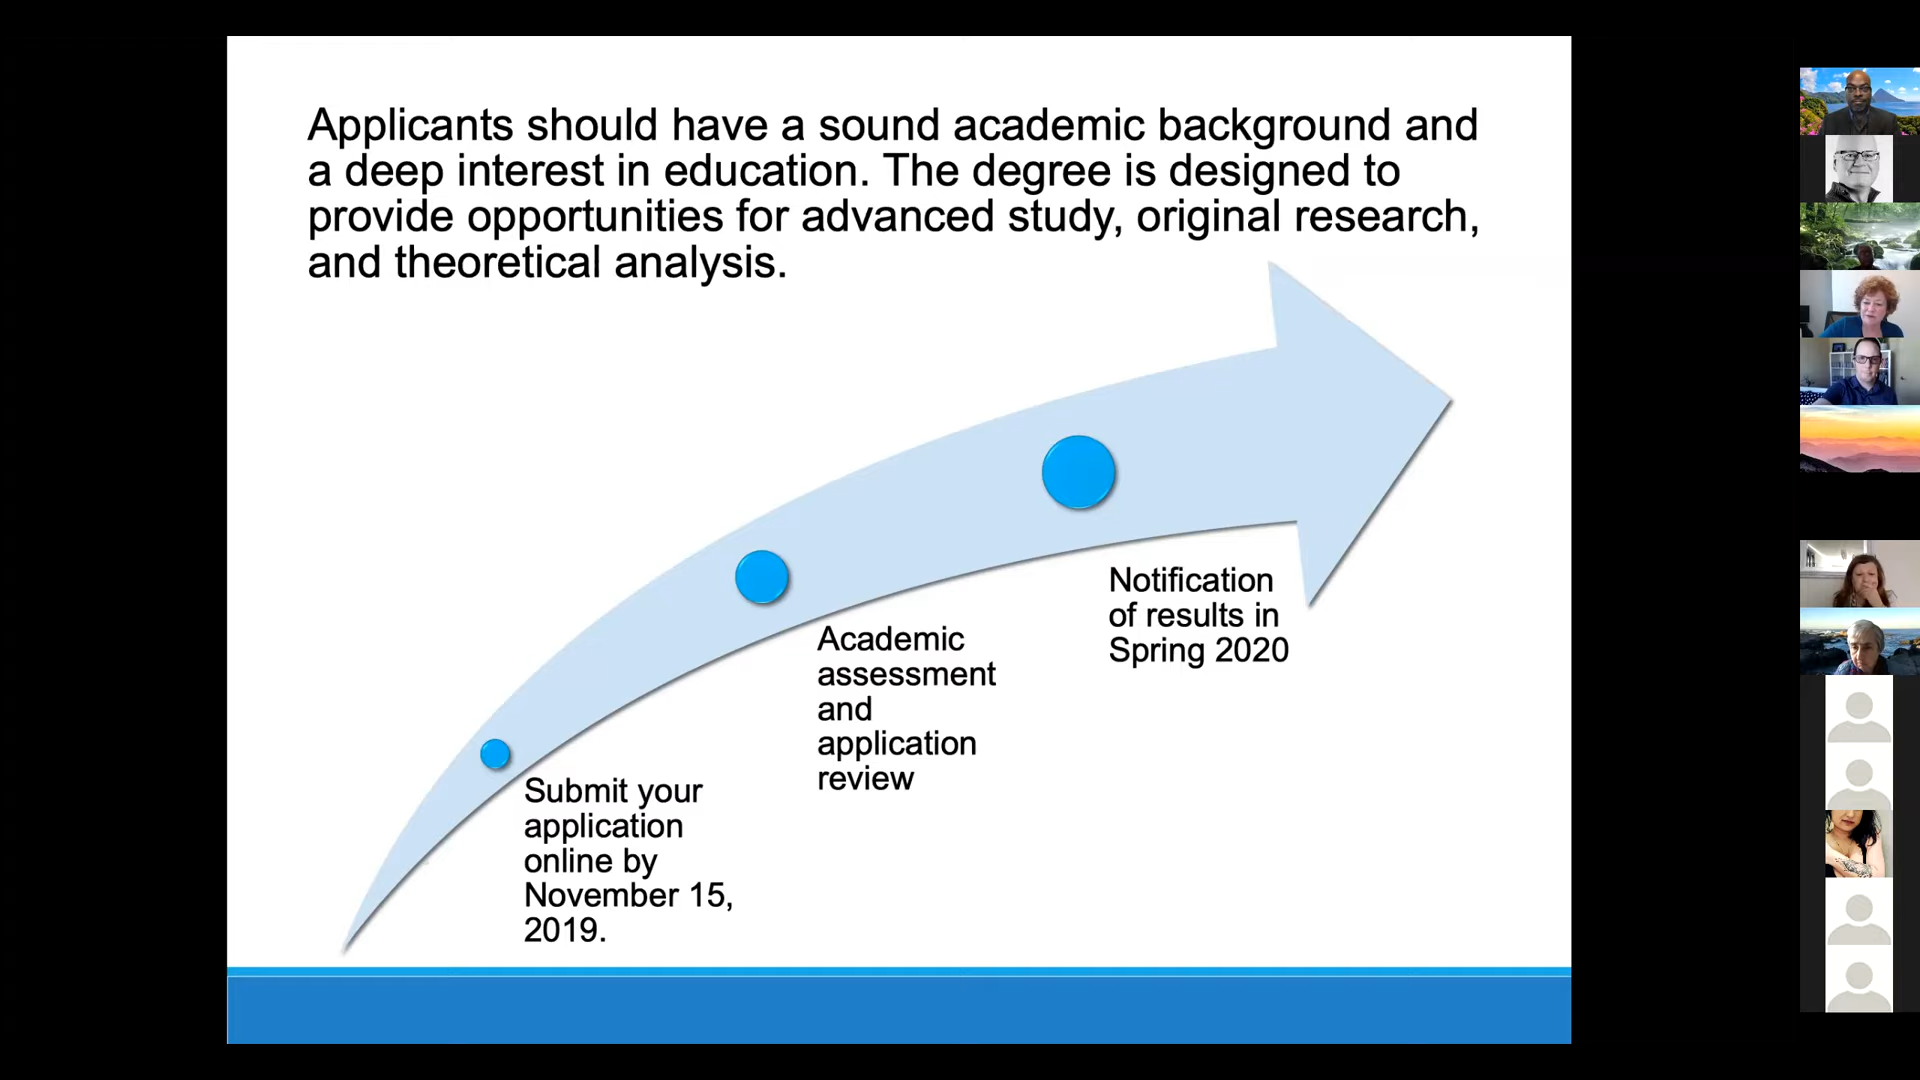 Applicants should have a sound academic background and
a deep interest in education. The degree is designed to
provide opportunities for advanced study, original research,
and theoretical analysis.
Submit your
application
online by
November 15,
2019.
Academic
assessment
and
application
review
Notification
of results in
Spring 2020